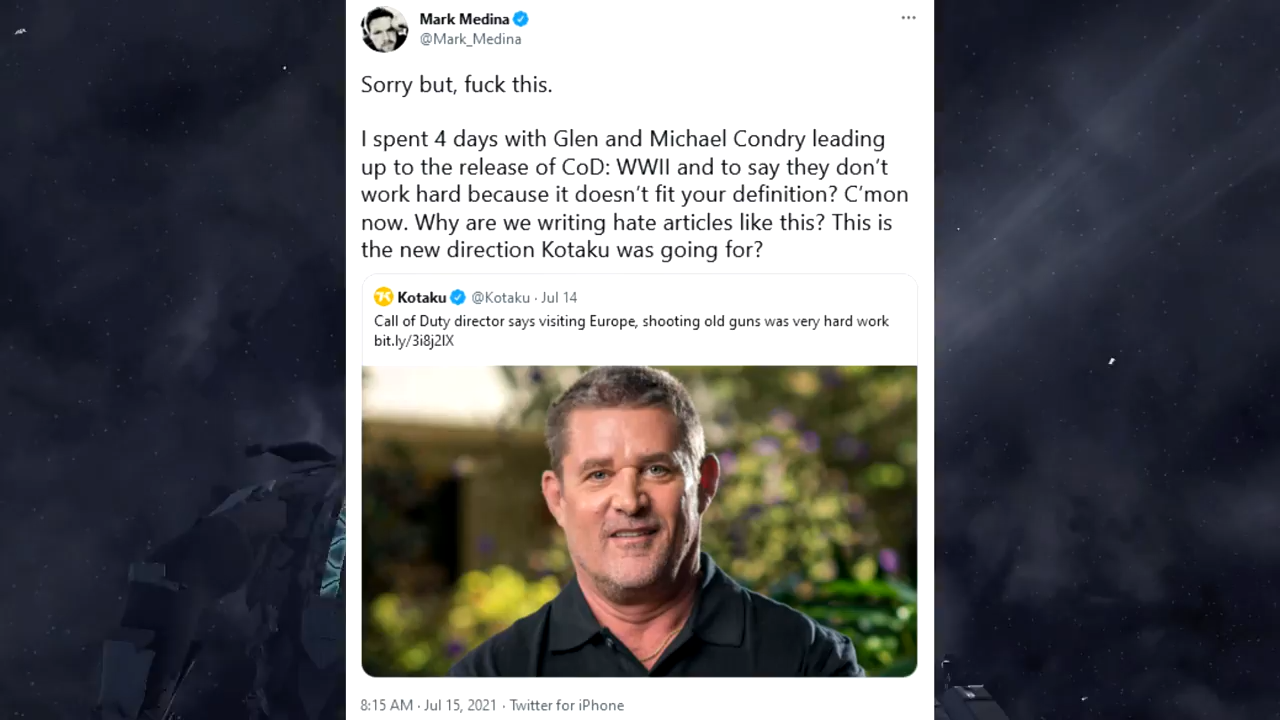 Mark Medina
@Mark_Medina
Sorry but, fuck this.
I spent 4 days with Glen and Michael Condry leading
up to the release of CoD: WWII and to say they don’t
work hard because it doesn’t fit your definition? C’mon
now. Why are we writing hate articles like this? This is
the new direction Kotaku was going for?
Kotaku @Kotaku · Jul 14
Call of Duty director says visiting Europe, shooting old guns was very hard work
bit.ly/3i8j2lX
8:15 AM · Jul 15, 2021 · Twitter for iPhone